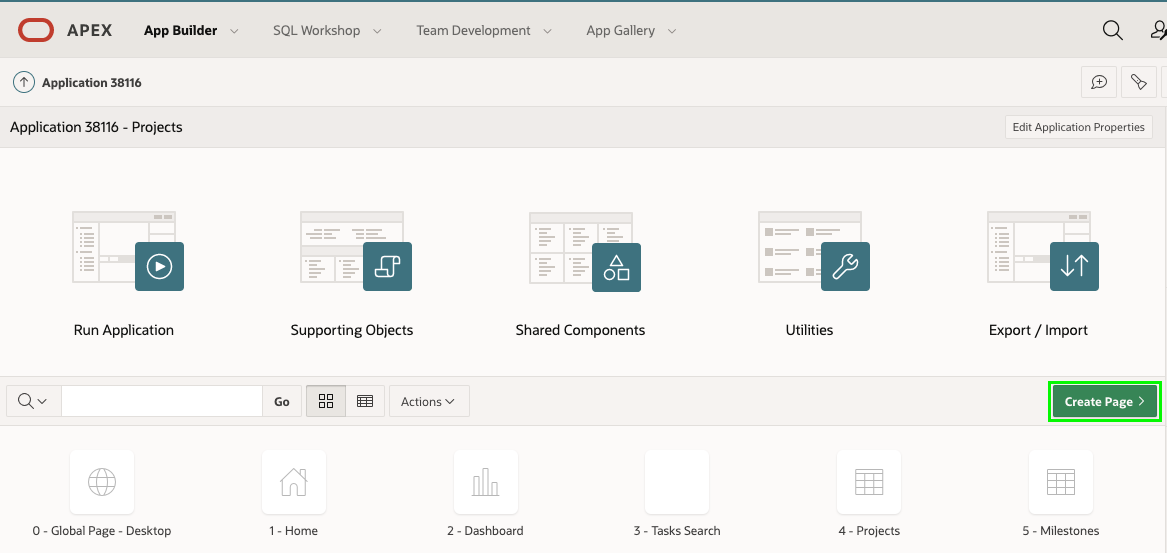 APEX App Builder SQL Workshop Team Development App Gallery
Application 38116
Application 38116 - Projects Edit Application Properties
Run Application Supporting Objects Shared Components Utilities Export / Import
Go Actions Create Page
0 - Global Page - Desktop 1 - Home 2 - Dashboard 3 - Tasks Search 4 - Projects 5 - Milestones